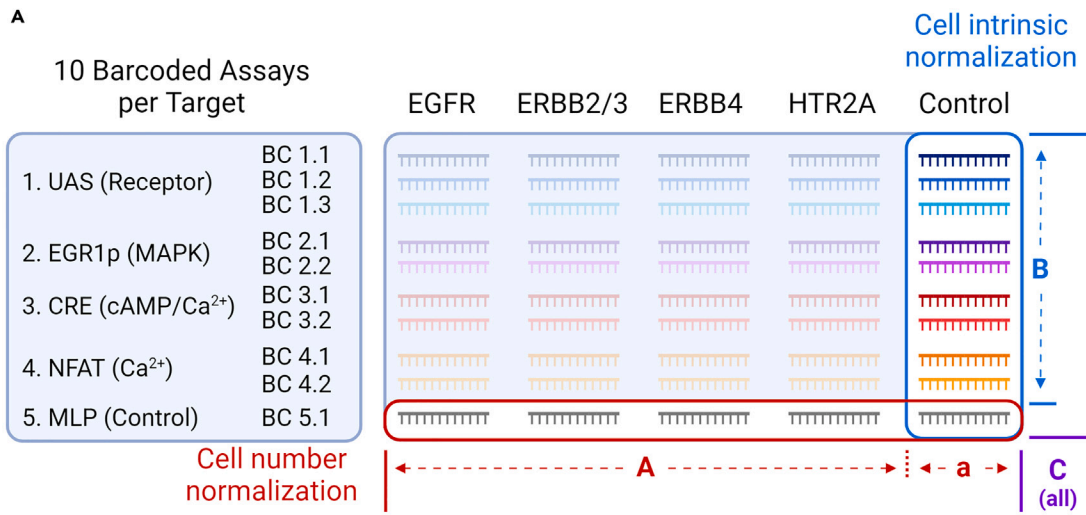 A
10 Barcoded Assays
per Target
EGFR ERBB2/3 ERBB4 HTR2A Control
Cell intrinsic
normalization
1. UAS (Receptor)
BC 1.1
BC 1.2
BC 1.3
2. EGR1p (MAPK)
BC 2.1
BC 2.2
3. CRE (cAMP/Ca²⁺)
BC 3.1
BC 3.2
4. NFAT (Ca²⁺)
BC 4.1
BC 4.2
5. MLP (Control)
BC 5.1
B
Cell number
normalization
A
a
C
(all)